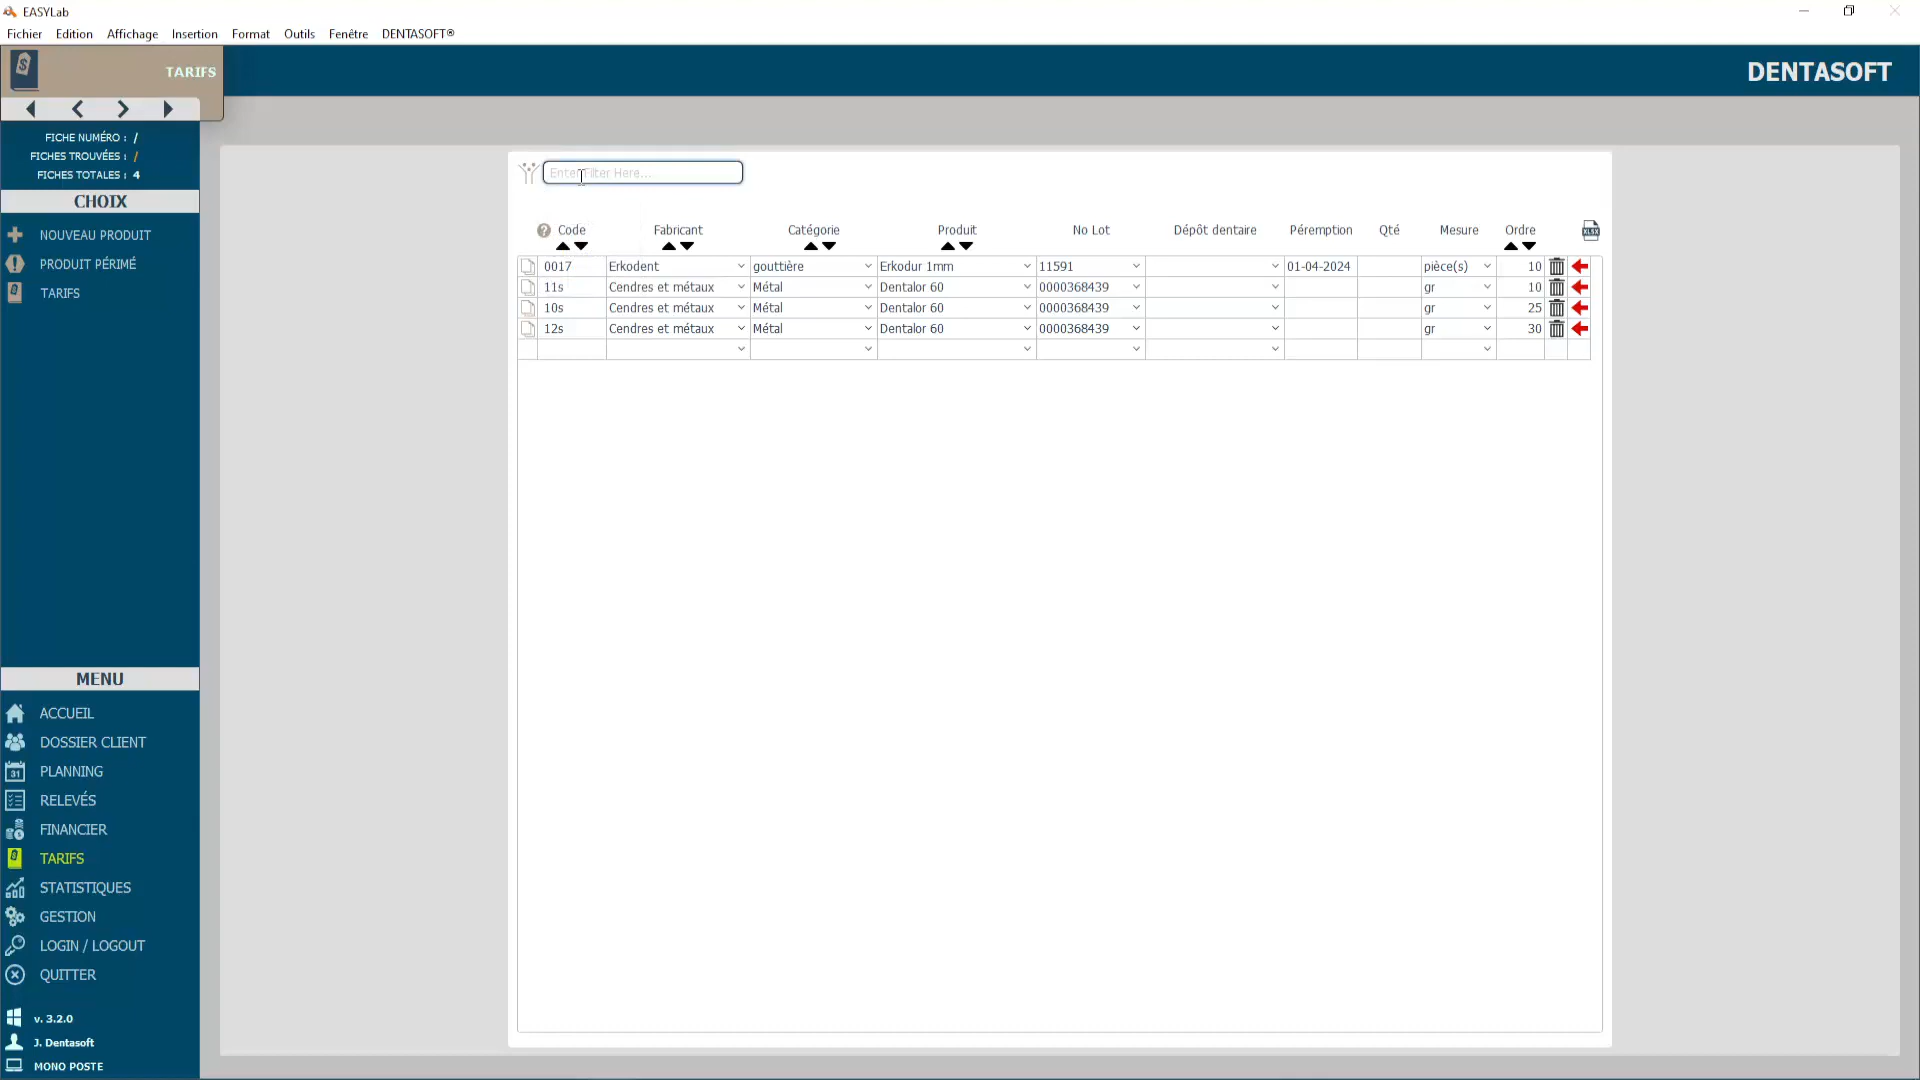 EASYLab
Fichier Edition Affichage Insertion Format Outils Fenêtre DENTASOFT®
TARIFS
DENTASOFT
FICHE NUMÉRO : /
FICHES TROUVÉES : /
FICHES TOTALES : 4
CHOIX
NOUVEAU PRODUIT
PRODUIT PÉRIMÉ
TARIFS
Enter Filter Here...
Code Fabricant Catégorie Produit No Lot Dépôt dentaire Péremption Qté Mesure Ordre
0017 Erkodent gouttière Erkodur 1mm 11591 01-04-2024 pièce(s) 10
11s Cendres et métaux Métal Dentalor 60 0000368439 gr 10
10s Cendres et métaux Métal Dentalor 60 0000368439 gr 25
12s Cendres et métaux Métal Dentalor 60 0000368439 gr 30
MENU
ACCUEIL
DOSSIER CLIENT
31 PLANNING
RELEVÉS
FINANCIER
TARIFS
STATISTIQUES
GESTION
LOGIN / LOGOUT
QUITTER
v. 3.2.0
J. Dentasoft
MONO POSTE